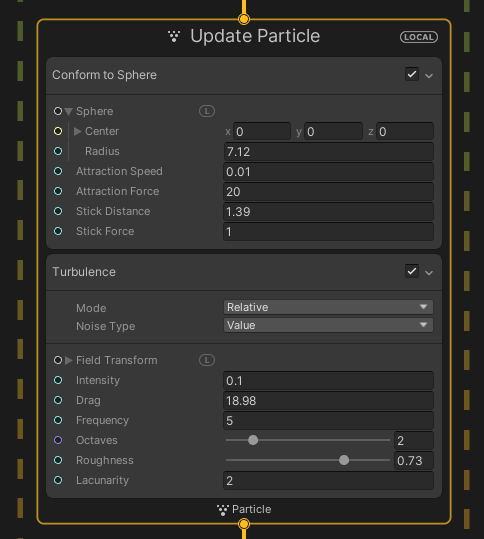 Update Particle LOCAL
Conform to Sphere
Sphere L
Center x 0 y 0 z 0
Radius 7.12
Attraction Speed 0.01
Attraction Force 20
Stick Distance 1.39
Stick Force 1
Turbulence
Mode Relative
Noise Type Value
Field Transform L
Intensity 0.1
Drag 18.98
Frequency 5
Octaves 2
Roughness 0.73
Lacunarity 2
Particle